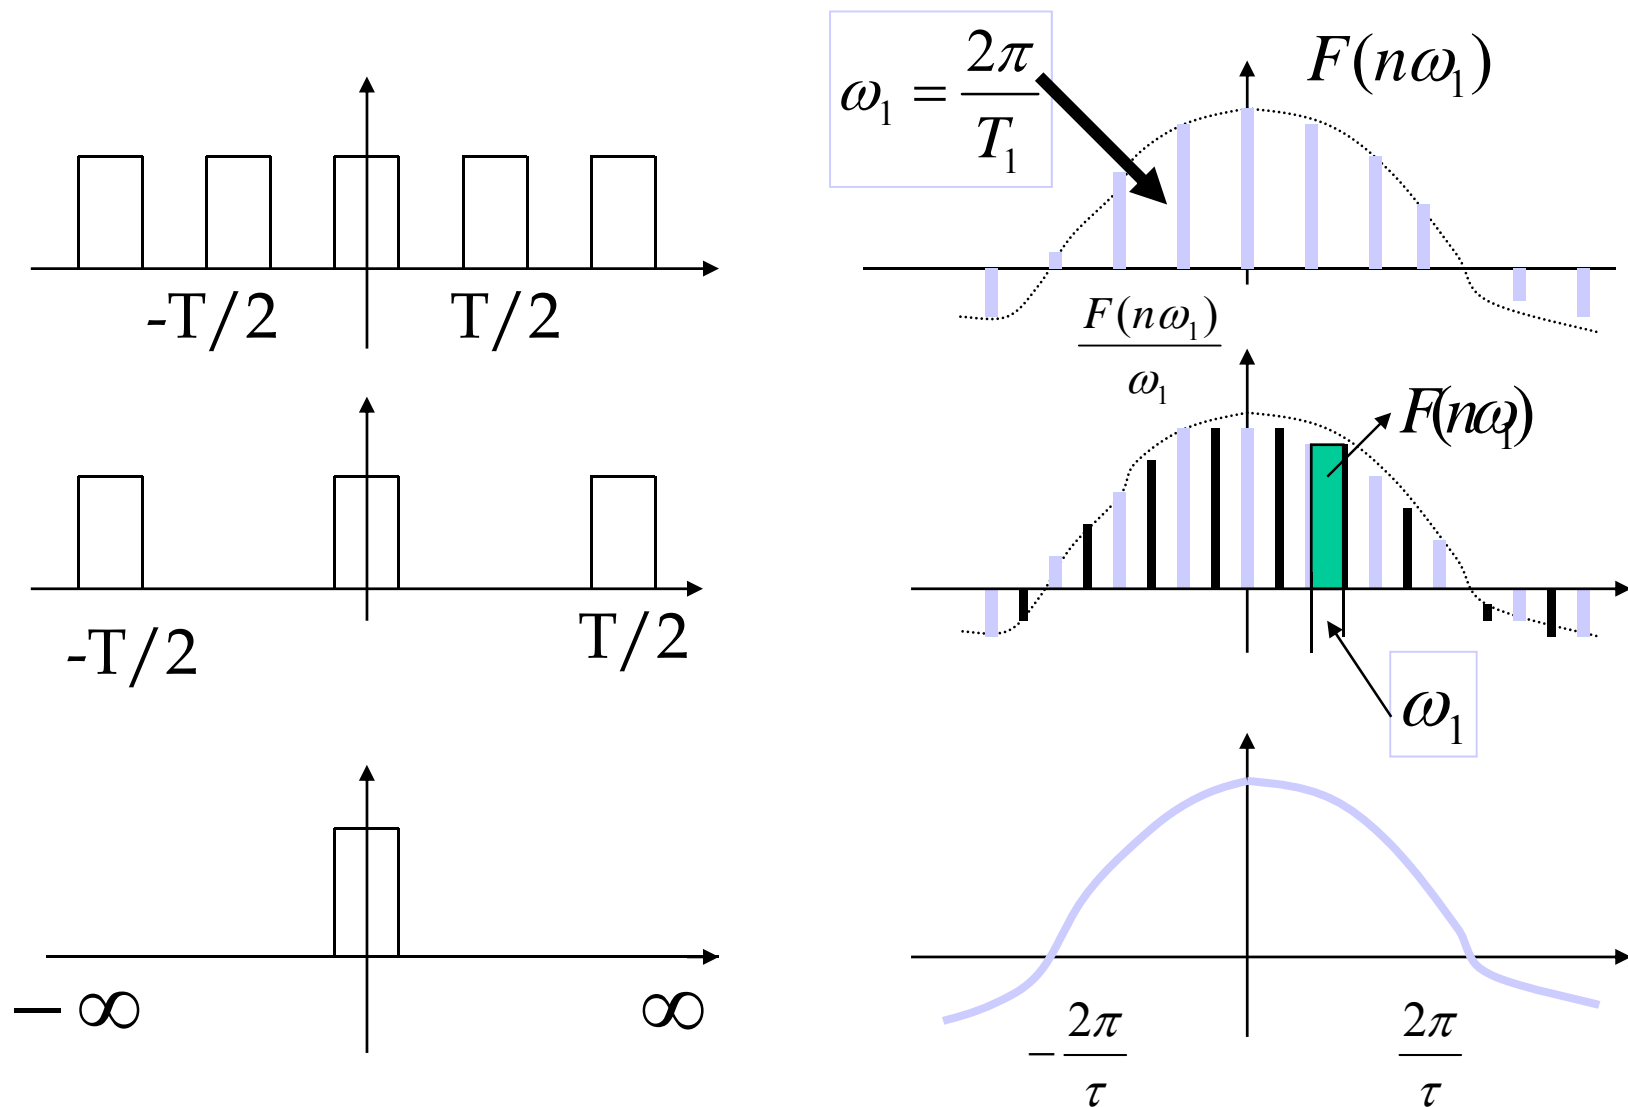 ω₁ = 2π / T₁
F(nω₁)
-T/2 T/2
F(nω₁) / ω₁
F(nω₁)
-T/2 T/2
ω₁
− ∞ ∞
− 2π / τ 2π / τ